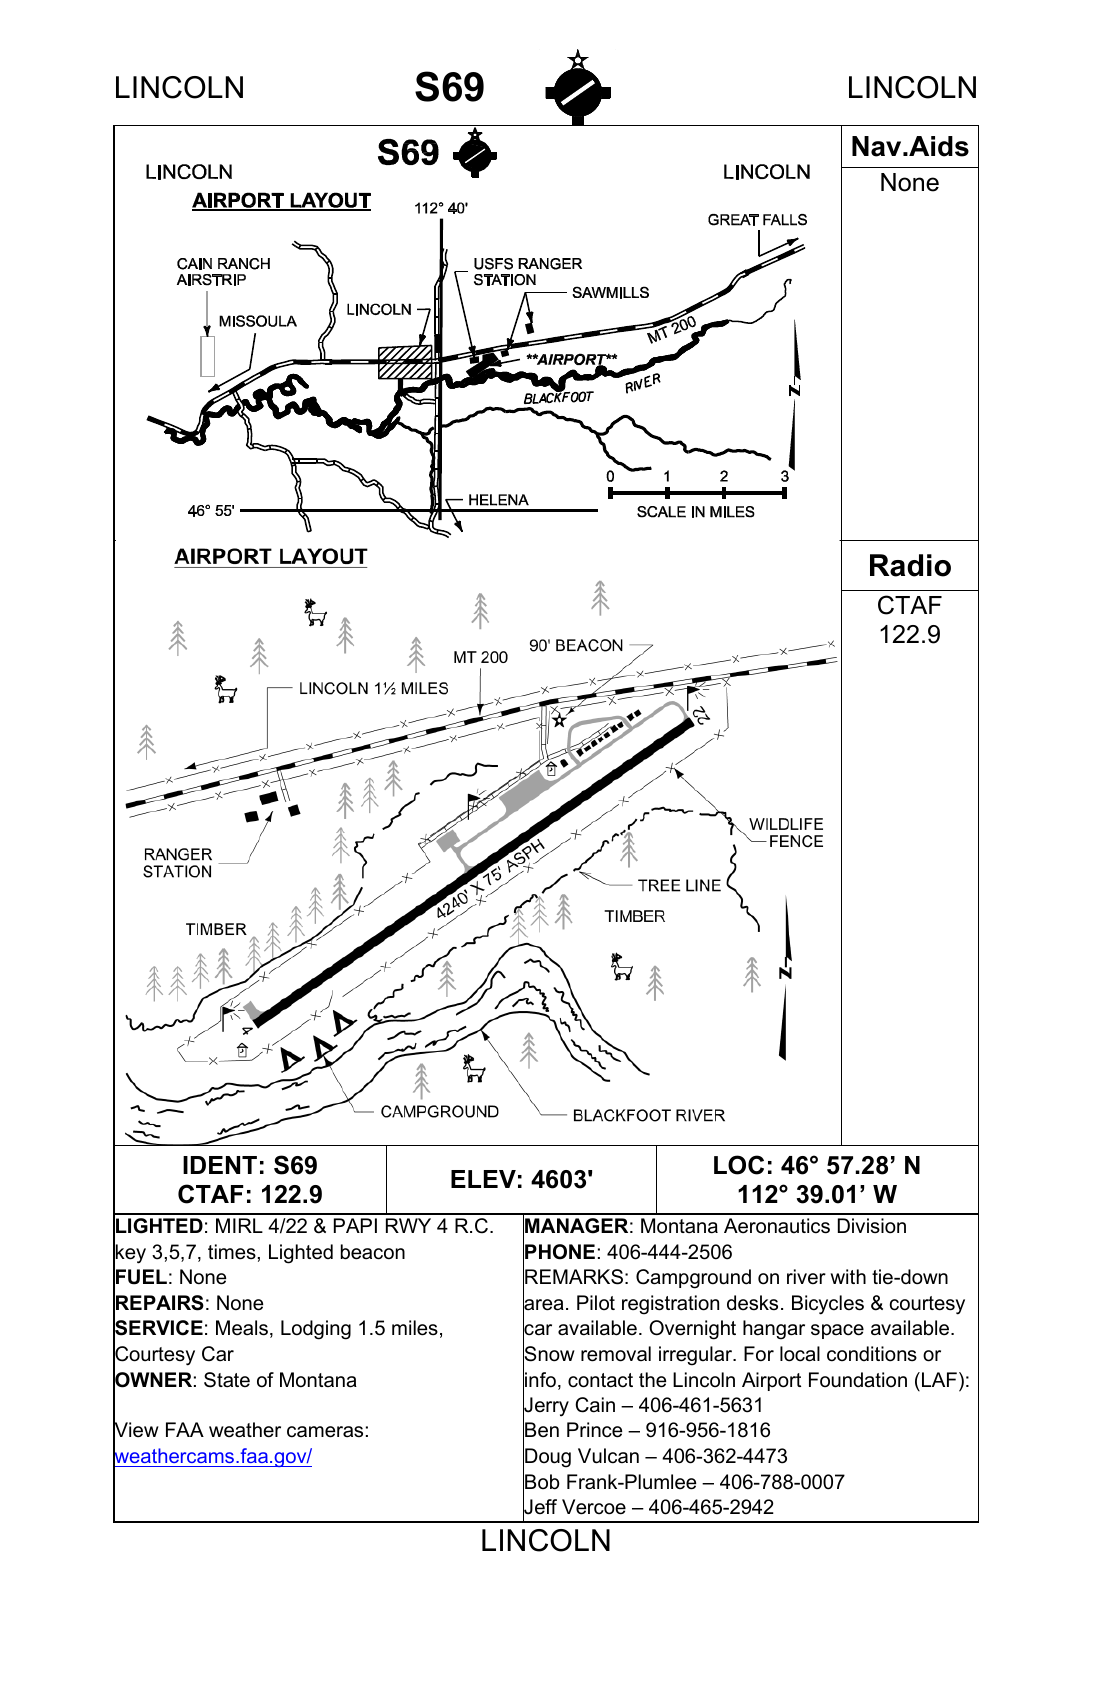 LINCOLN S69 LINCOLN
S69
LINCOLN LINCOLN
AIRPORT LAYOUT
112° 40'
GREAT FALLS
CAIN RANCH
AIRSTRIP
USFS RANGER
STATION
SAWMILLS
LINCOLN
MISSOULA
MT 200
**AIRPORT**
RIVER
BLACKFOOT
N
0 1 2 3
SCALE IN MILES
HELENA
46° 55'
Nav.Aids
None
AIRPORT LAYOUT
90' BEACON
MT 200
LINCOLN 1½ MILES
22
WILDLIFE
FENCE
RANGER
STATION
4240' X 75' ASPH
TREE LINE
TIMBER
TIMBER
N
4
CAMPGROUND
BLACKFOOT RIVER
Radio
CTAF
122.9
IDENT: S69
CTAF: 122.9
ELEV: 4603'
LOC: 46° 57.28’ N
112° 39.01’ W
LIGHTED: MIRL 4/22 & PAPI RWY 4 R.C.
key 3,5,7, times, Lighted beacon
FUEL: None
REPAIRS: None
SERVICE: Meals, Lodging 1.5 miles,
Courtesy Car
OWNER: State of Montana
View FAA weather cameras:
weathercams.faa.gov/
MANAGER: Montana Aeronautics Division
PHONE: 406-444-2506
REMARKS: Campground on river with tie-down
area. Pilot registration desks. Bicycles & courtesy
car available. Overnight hangar space available.
Snow removal irregular. For local conditions or
info, contact the Lincoln Airport Foundation (LAF):
Jerry Cain – 406-461-5631
Ben Prince – 916-956-1816
Doug Vulcan – 406-362-4473
Bob Frank-Plumlee – 406-788-0007
Jeff Vercoe – 406-465-2942
LINCOLN